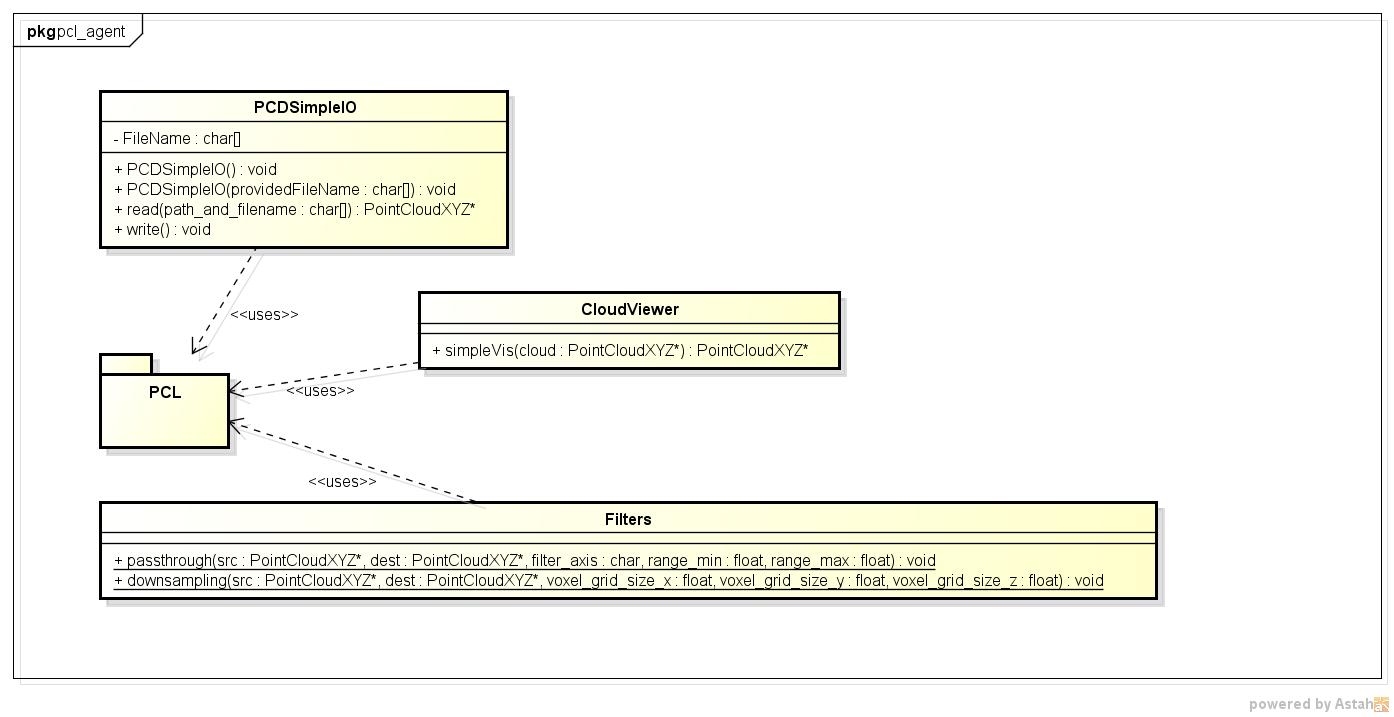 pkg pcl_agent
PCDSimpleIO
- FileName : char[]
+ PCDSimpleIO() : void
+ PCDSimpleIO(providedFileName : char[]) : void
+ read(path_and_filename : char[]) : PointCloudXYZ*
+ write() : void
<<uses>>
CloudViewer
+ simpleVis(cloud : PointCloudXYZ*) : PointCloudXYZ*
<<uses>>
PCL
<<uses>>
Filters
+ passthrough(src : PointCloudXYZ*, dest : PointCloudXYZ*, filter_axis : char, range_min : float, range_max : float) : void
+ downsampling(src : PointCloudXYZ*, dest : PointCloudXYZ*, voxel_grid_size_x : float, voxel_grid_size_y : float, voxel_grid_size_z : float) : void
powered by Astah